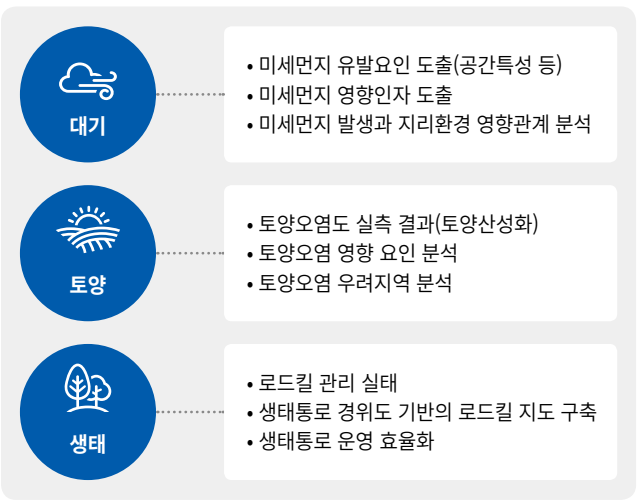 대기
• 미세먼지 유발요인 도출(공간특성 등)
• 미세먼지 영향인자 도출
• 미세먼지 발생과 지리환경 영향관계 분석
토양
• 토양오염도 실측 결과(토양산성화)
• 토양오염 영향 요인 분석
• 토양오염 우려지역 분석
생태
• 로드킬 관리 실태
• 생태통로 경위도 기반의 로드킬 지도 구축
• 생태통로 운영 효율화